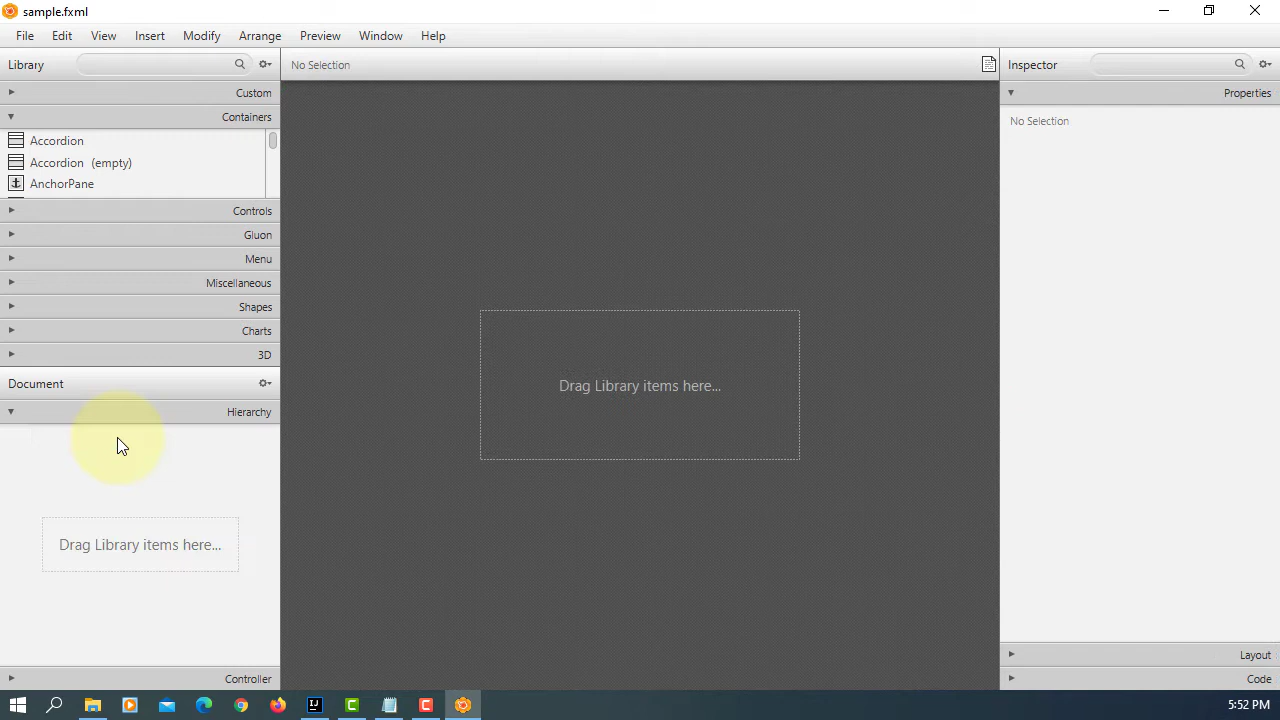 sample.fxml
File Edit View Insert Modify Arrange Preview Window Help
Library
No Selection
Inspector
Custom
Containers
Accordion
Accordion (empty)
AnchorPane
Controls
Gluon
Menu
Miscellaneous
Shapes
Charts
3D
Document
Hierarchy
Drag Library items here...
Controller
Drag Library items here...
Properties
No Selection
Layout
Code
5:52 PM